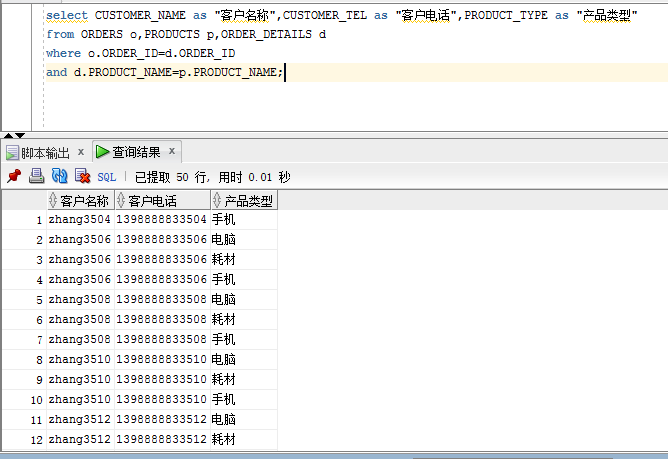 select CUSTOMER_NAME as "客户名称",CUSTOMER_TEL as "客户电话",PRODUCT_TYPE as "产品类型"
from ORDERS o,PRODUCTS p,ORDER_DETAILS d
where o.ORDER_ID=d.ORDER_ID
and d.PRODUCT_NAME=p.PRODUCT_NAME;
脚本输出 x 查询结果 x
SQL | 已提取 50 行, 用时 0.01 秒
客户名称 客户电话 产品类型
1 zhang3504 1398888833504 手机
2 zhang3506 1398888833506 电脑
3 zhang3506 1398888833506 耗材
4 zhang3506 1398888833506 手机
5 zhang3508 1398888833508 电脑
6 zhang3508 1398888833508 耗材
7 zhang3508 1398888833508 手机
8 zhang3510 1398888833510 电脑
9 zhang3510 1398888833510 耗材
10 zhang3510 1398888833510 手机
11 zhang3512 1398888833512 电脑
12 zhang3512 1398888833512 耗材